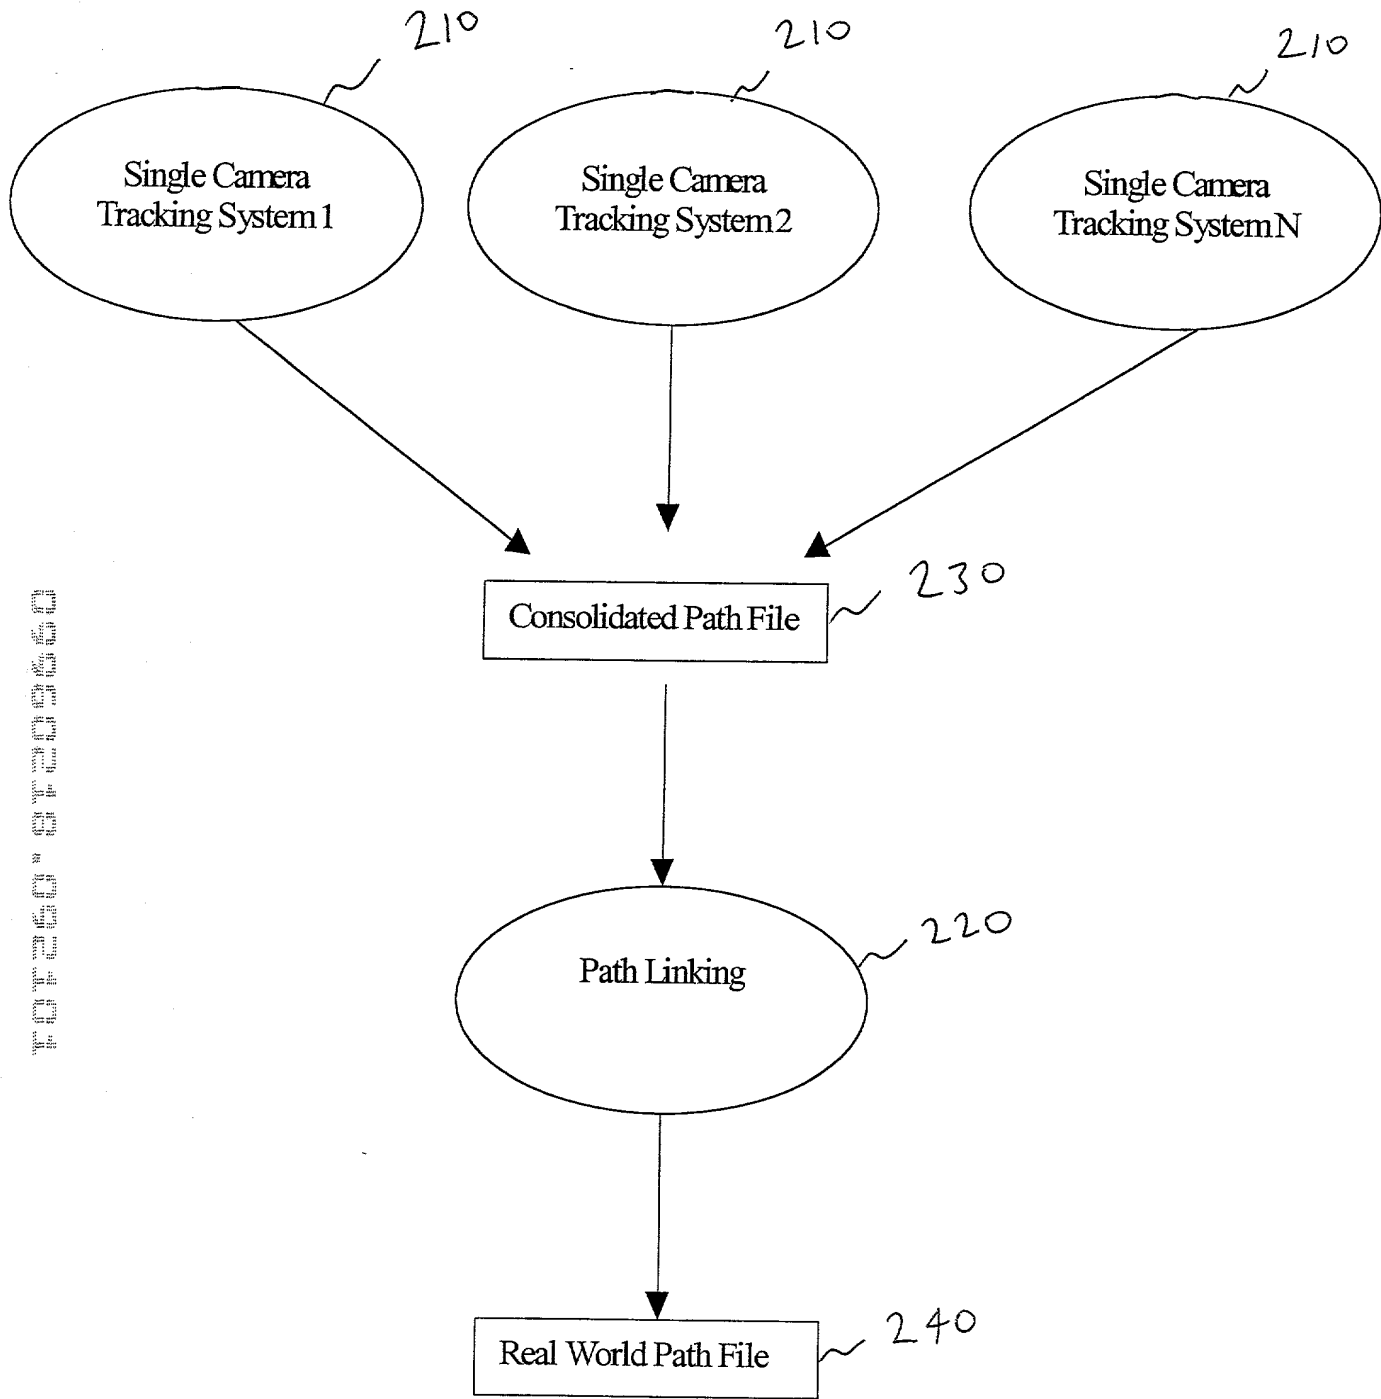 210
210
210
Single Camera
Tracking System 1
Single Camera
Tracking System 2
Single Camera
Tracking System N
230
Consolidated Path File
220
Path Linking
240
Real World Path File